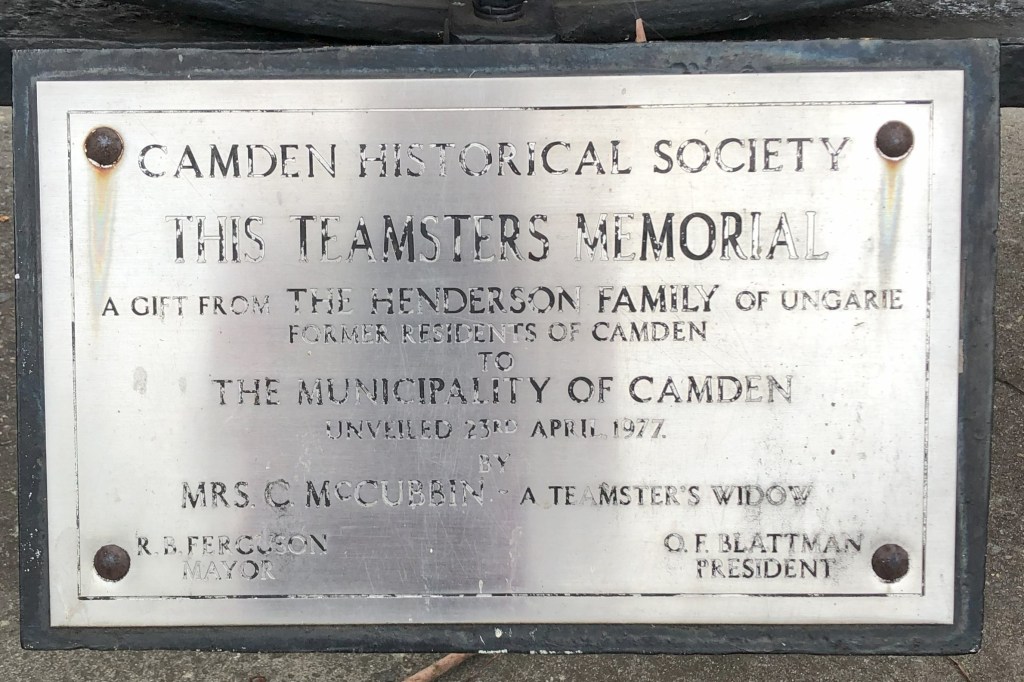 CAMDEN HISTORICAL SOCIETY
THIS TEAMSTERS MEMORIAL
A GIFT FROM THE HENDERSON FAMILY OF UNGARIE
FORMER RESIDENTS OF CAMDEN
TO
THE MUNICIPALITY OF CAMDEN
UNVEILED 23RD APRIL 1977.
BY
MRS. C. McCUBBIN - A TEAMSTER'S WIDOW
R. B. FERGUSON
MAYOR
O. F. BLATTMAN
PRESIDENT